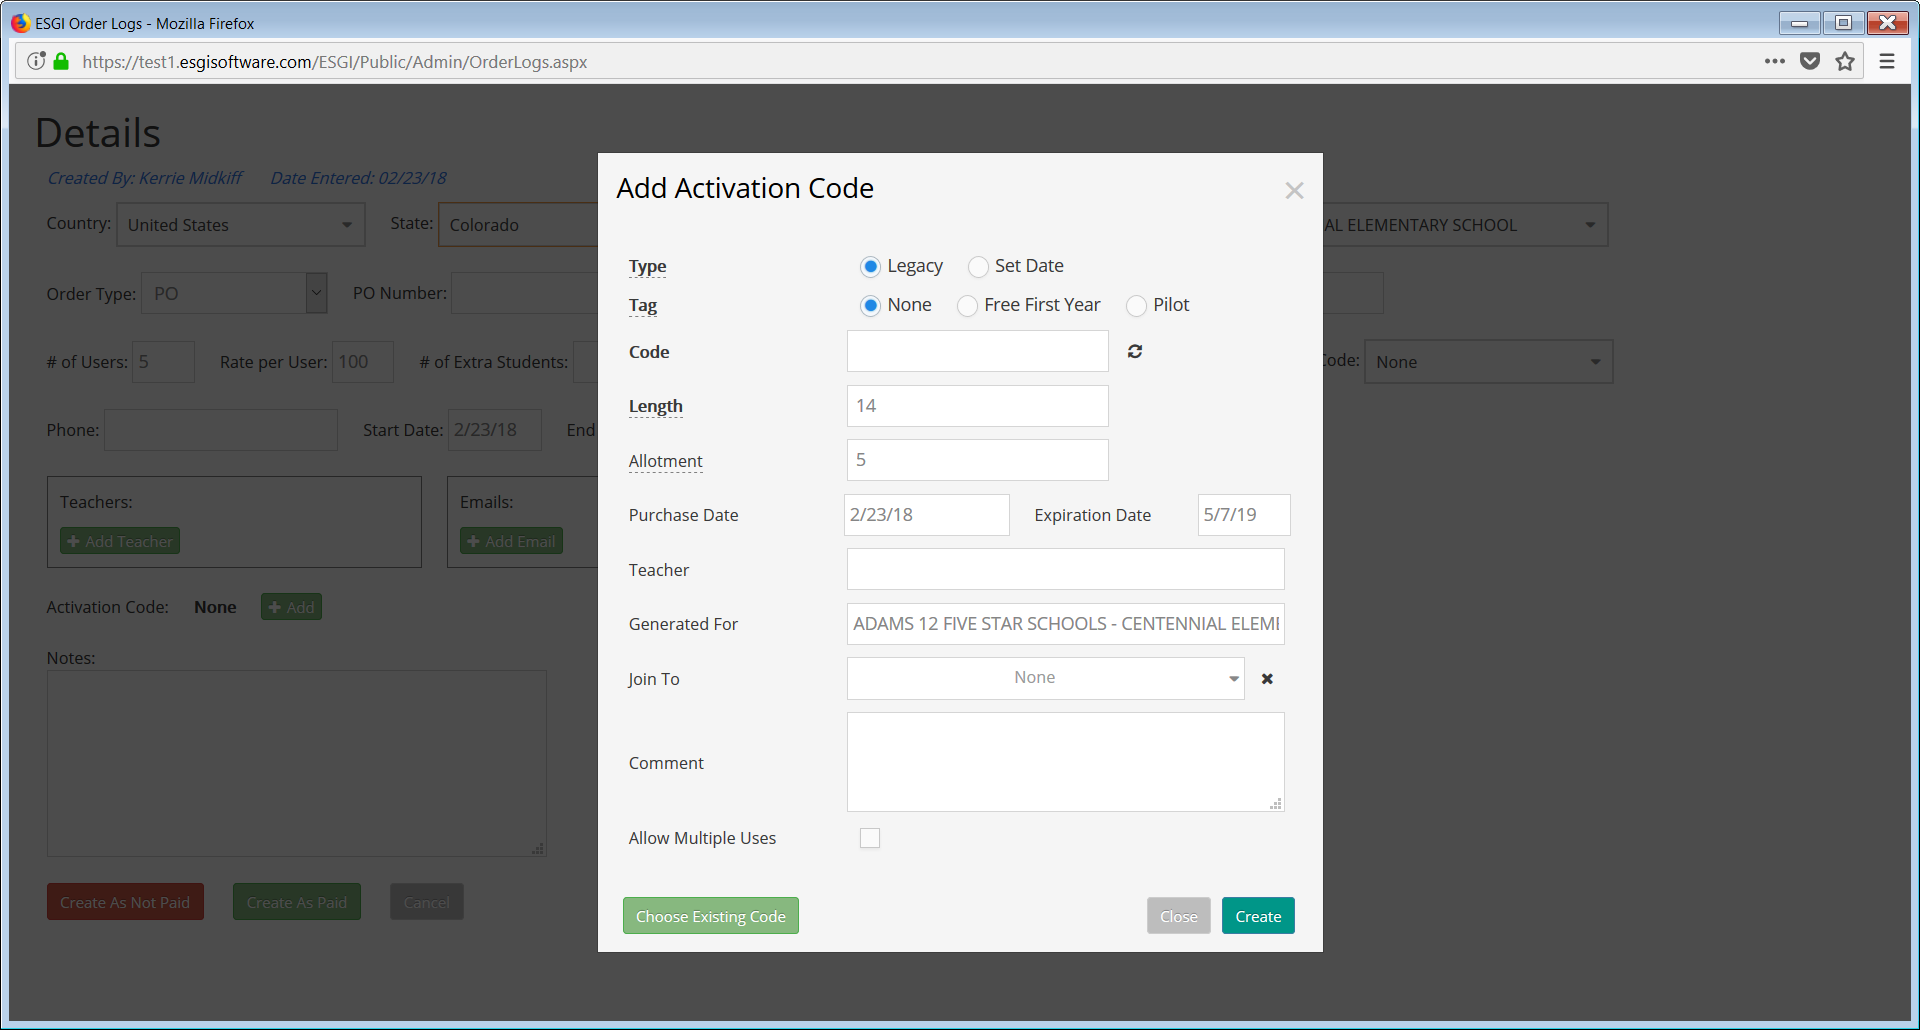 ESGI Order Logs - Mozilla Firefox
https://test1.esgisoftware.com/ESGI/Public/Admin/OrderLogs.aspx
Details
Created By: Kerrie Midkiff Date Entered: 02/23/18
Country: United States State: Colorado AL ELEMENTARY SCHOOL
Order Type: PO PO Number:
# of Users: 5 Rate per User: 100 # of Extra Students: Code: None
Phone: Start Date: 2/23/18 End
Teachers: Emails:
Add Teacher Add Email
Activation Code: None Add
Notes:
Create As Not Paid Create As Paid Cancel
Add Activation Code
Type Legacy Set Date
Tag None Free First Year Pilot
Code
Length 14
Allotment 5
Purchase Date 2/23/18 Expiration Date 5/7/19
Teacher
Generated For ADAMS 12 FIVE STAR SCHOOLS - CENTENNIAL ELEME
Join To None
Comment
Allow Multiple Uses
Choose Existing Code Close Create